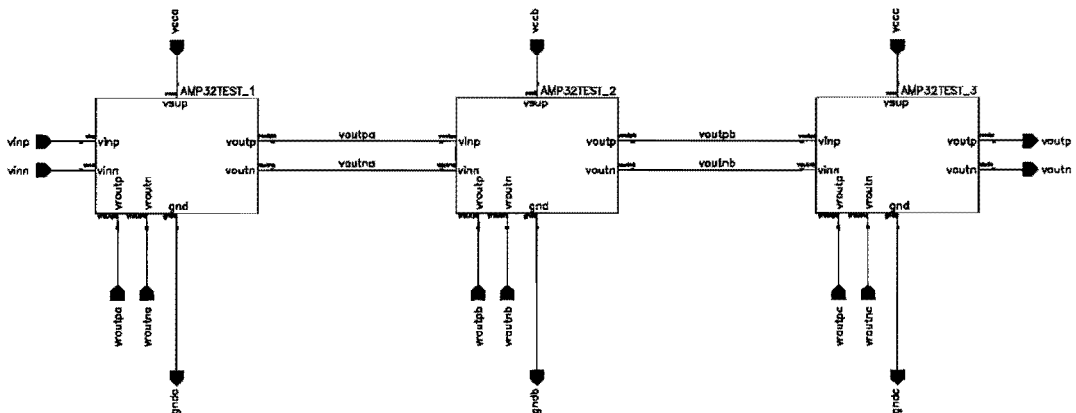 vcca
vccb
vccc
AMP32TEST_1
AMP32TEST_2
AMP32TEST_3
vsup
vsup
vsup
vinp
vinp
voutp
voutpa
vinp
voutp
voutpb
vinp
voutp
voutp
vinn
vinn
voutn
voutna
vinn
voutn
voutnb
vinn
voutn
voutn
vroutp
vroutn
gnd
vroutp
vroutn
gnd
vroutp
vroutn
gnd
vroutpa
vroutna
vroutpb
vroutnb
vroutpc
vroutnc
gnda
gndb
gndc